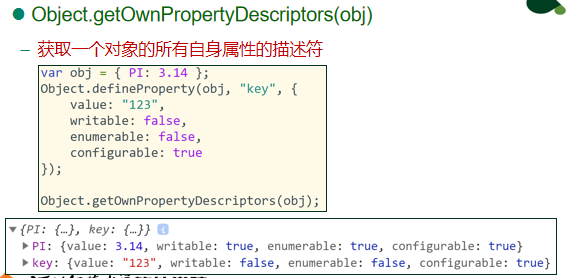 Object.getOwnPropertyDescriptors(obj)
– 获取一个对象的所有自身属性的描述符
var obj = { PI: 3.14 };
Object.defineProperty(obj, "key", {
    value: "123",
    writable: false,
    enumerable: false,
    configurable: true
});
Object.getOwnPropertyDescriptors(obj);
▼{PI: {…}, key: {…}} i
▶PI: {value: 3.14, writable: true, enumerable: true, configurable: true}
▶key: {value: "123", writable: false, enumerable: false, configurable: true}